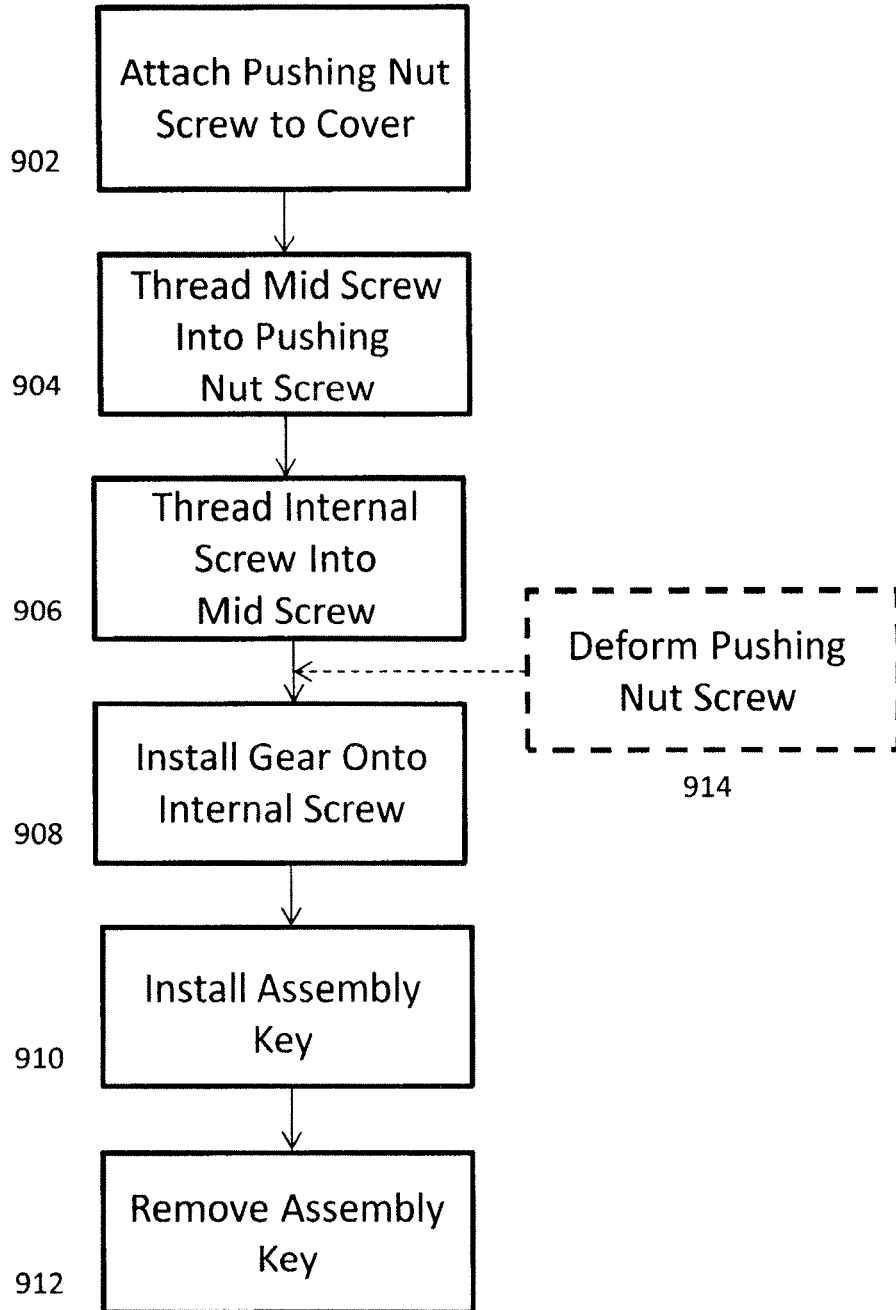 Attach Pushing Nut
Screw to Cover
902
Thread Mid Screw
Into Pushing
Nut Screw
904
Thread Internal
Screw Into
Mid Screw
906
Deform Pushing
Nut Screw
914
Install Gear Onto
Internal Screw
908
Install Assembly
Key
910
Remove Assembly
Key
912